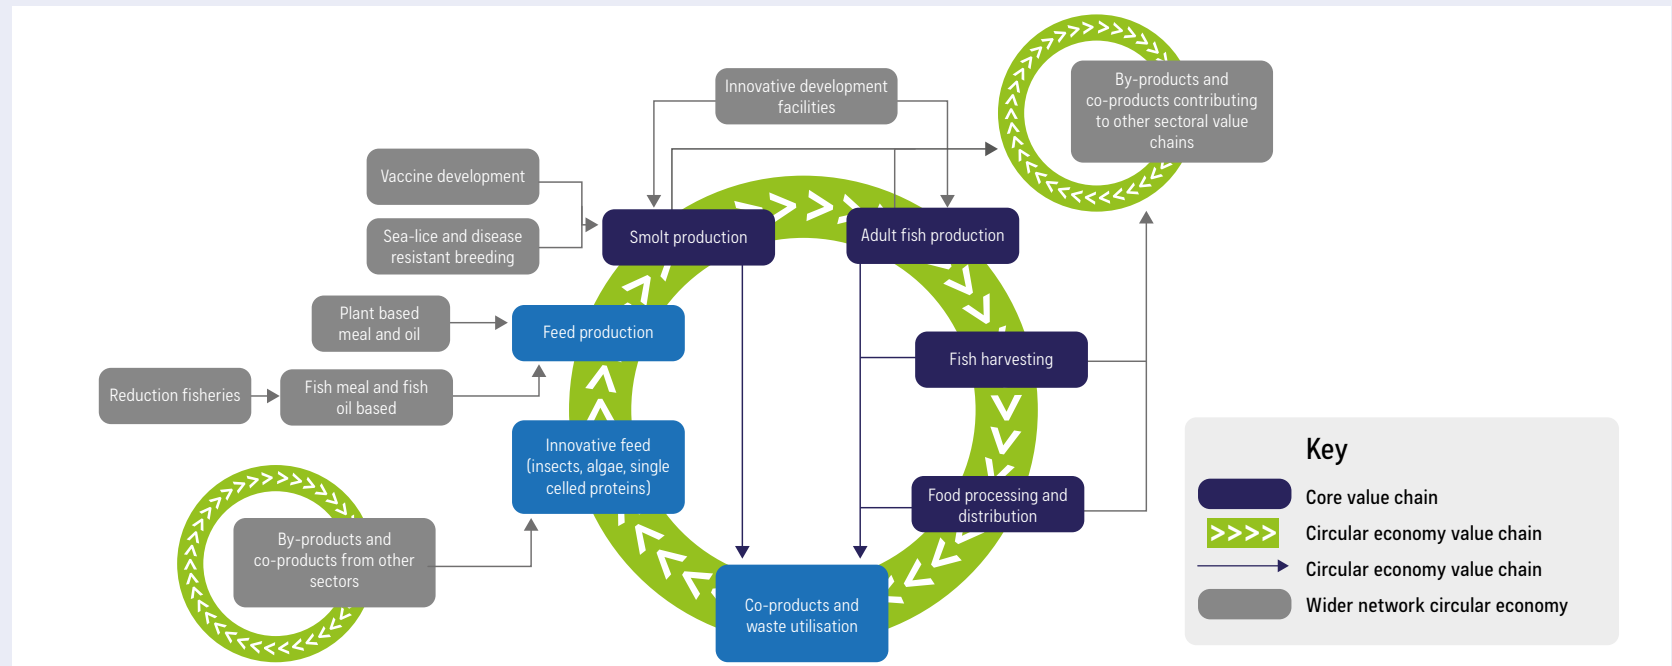 Innovative development
facilities
By-products and
co-products contributing
to other sectoral value
chains
Vaccine development
Sea-lice and disease
resistant breeding
Smolt production
Adult fish production
Plant based
meal and oil
Feed production
Fish harvesting
Reduction fisheries
Fish meal and fish
oil based
Innovative feed
(insects, algae, single
celled proteins)
Food processing and
distribution
By-products and
co-products from other
sectors
Co-products and
waste utilisation
Key
Core value chain
Circular economy value chain
Circular economy value chain
Wider network circular economy